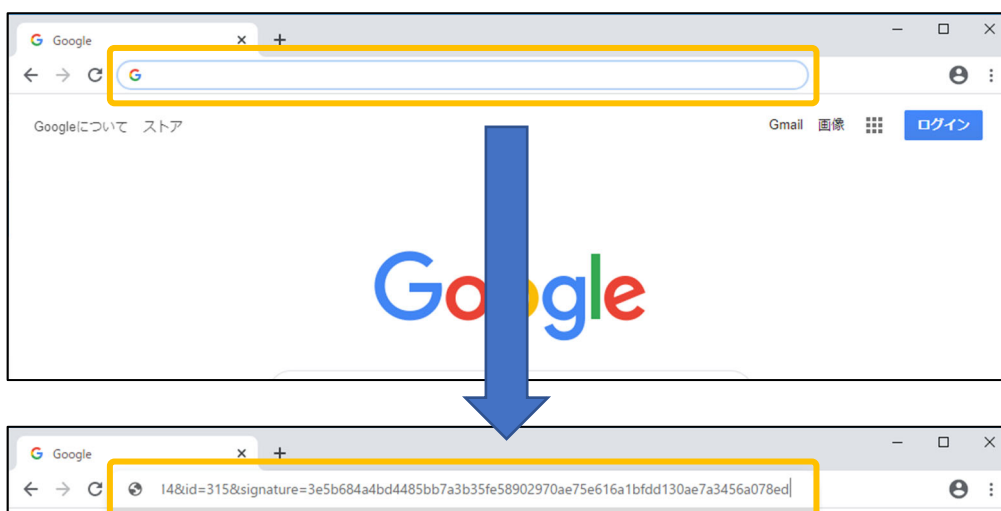 Google
Googleについて ストア
Gmail 画像 ログイン
Google
Google
l4&id=315&signature=3e5b684a4bd4485bb7a3b35fe58902970ae75e616a1bfdd130ae7a3456a078ed